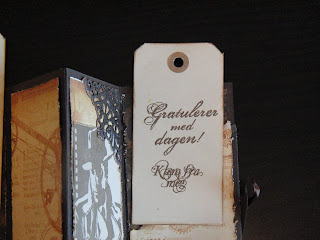 Gratulerer
med
dagen!
Klem fra
meg